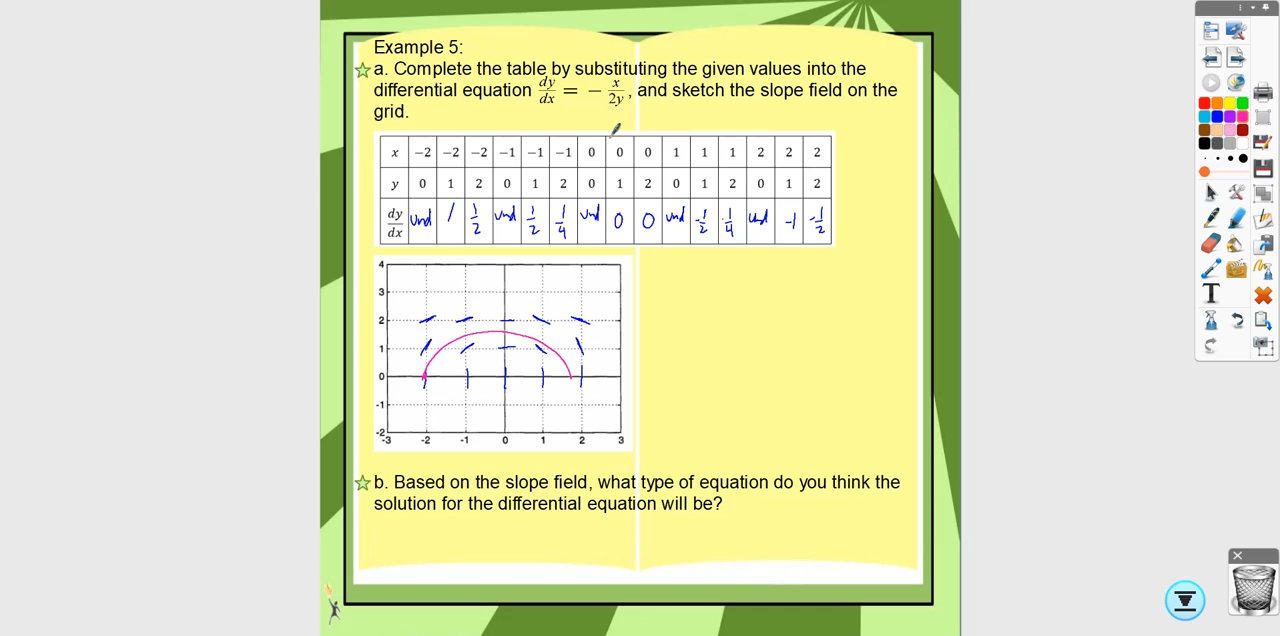 Example 5:
a. Complete the table by substituting the given values into the
differential equation dy/dx = − x/2y, and sketch the slope field on the
grid.
x −2 −2 −2 −1 −1 −1 0 0 0 1 1 1 2 2 2
y 0 1 2 0 1 2 0 1 2 0 1 2 0 1 2
dy/dx und 1 1/2 und 1/2 1/4 und 0 0 und -1/2 -1/4 und -1 -1/2
4
3
2
1
0
-1
-2
-3 -2 -1 0 1 2 3
b. Based on the slope field, what type of equation do you think the
solution for the differential equation will be?
T